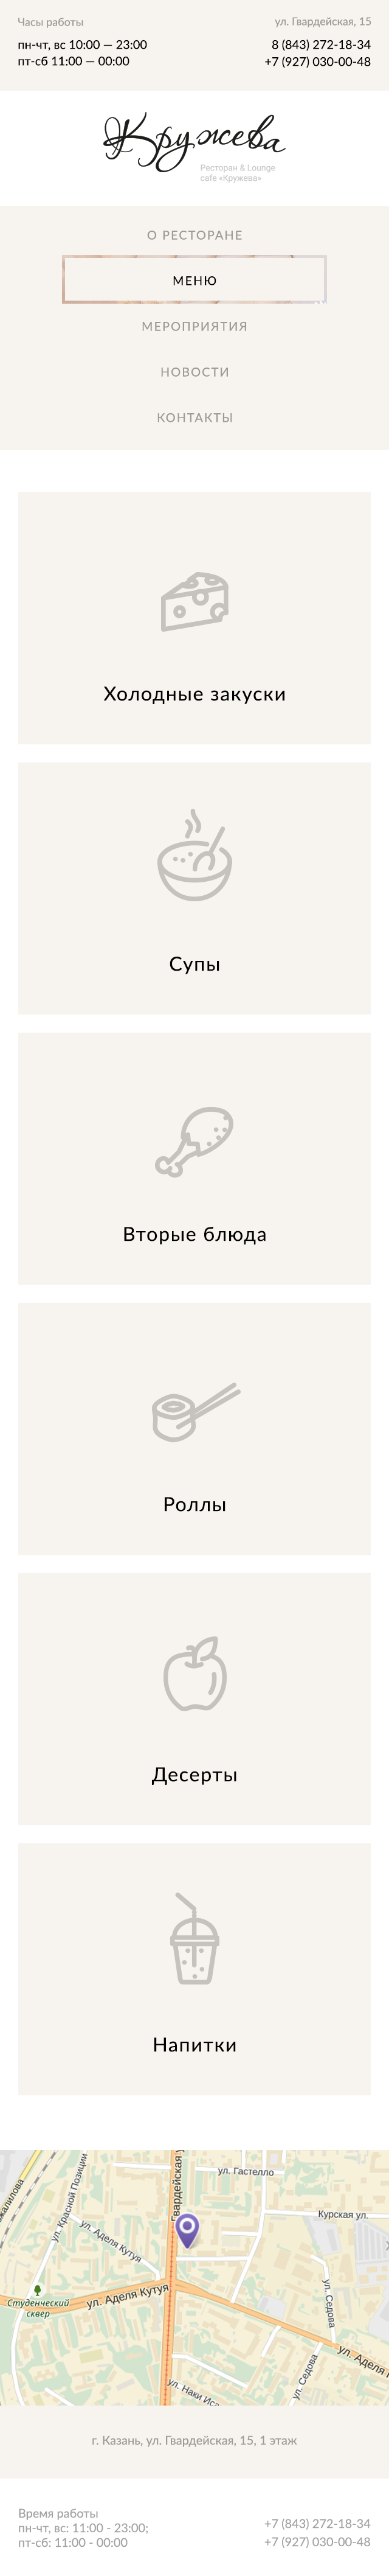 Часы работы
ул. Гвардейская, 15
пн-чт, вс 10:00 — 23:00
8 (843) 272-18-34
пт-сб 11:00 — 00:00
+7 (927) 030-00-48
Кружева
Ресторан & Lounge
cafe «Кружева»
О РЕСТОРАНЕ
МЕНЮ
МЕРОПРИЯТИЯ
НОВОСТИ
КОНТАКТЫ
Холодные закуски
Супы
Вторые блюда
Роллы
Десерты
Напитки
ул. Красной Позиции
Гвардейская
ул. Гастелло
Курская ул.
ул. Аделя Кутуя
Студенческий
сквер
ул. Аделя Кутуя
ул. Седова
ул. Седова
ул. Аделя
ул. Наки
г. Казань, ул. Гвардейская, 15, 1 этаж
Время работы
пн-чт, вс: 11:00 - 23:00;
+7 (843) 272-18-34
пт-сб: 11:00 - 00:00
+7 (927) 030-00-48